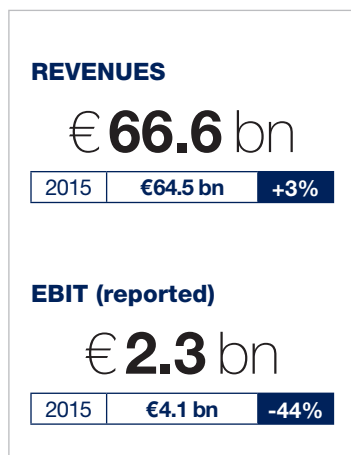 REVENUES
€66.6 bn
2015 €64.5 bn +3%
EBIT (reported)
€2.3 bn
2015 €4.1 bn -44%